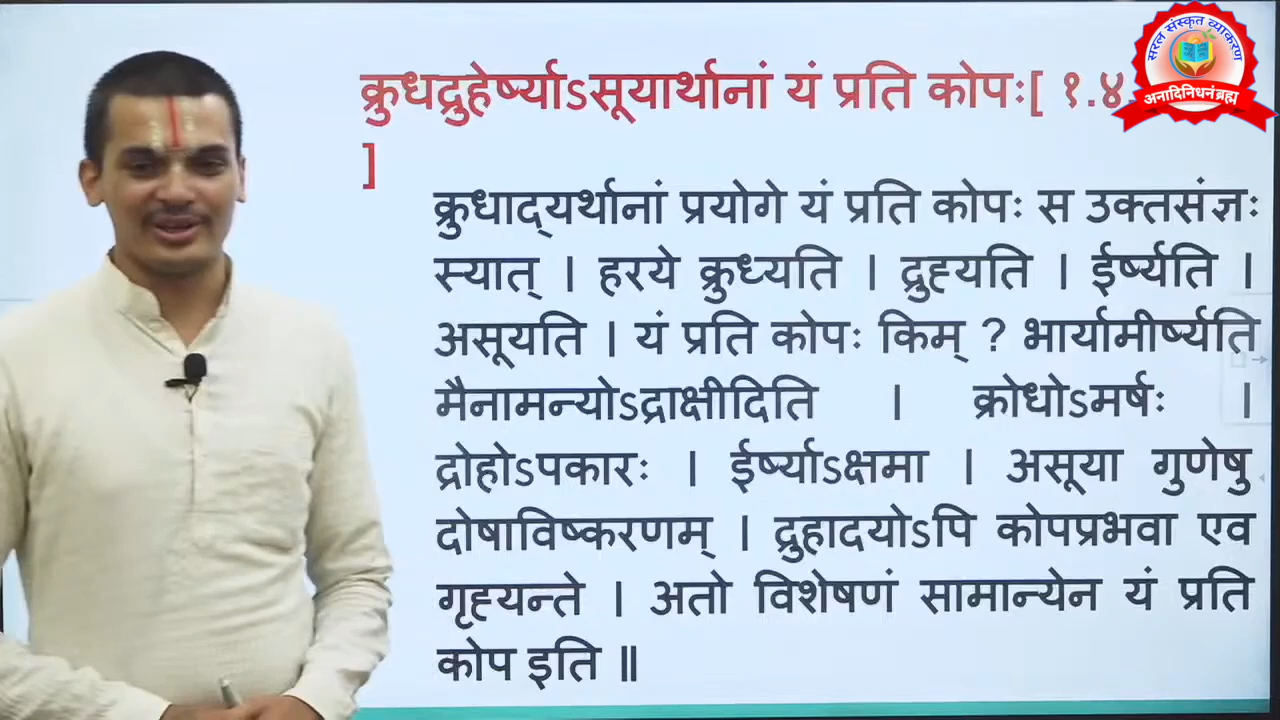 क्रुधद्रुहेर्ष्याऽसूयार्थानां यं प्रति कोपः[ १.४.
]
क्रुधाद्यर्थानां प्रयोगे यं प्रति कोपः स उक्तसंज्ञः
स्यात् । हरये क्रुध्यति । द्रुह्यति । ईर्ष्यति ।
असूयति । यं प्रति कोपः किम् ? भार्यामीर्ष्यति
मैनामन्योऽद्राक्षीदिति । क्रोधोऽमर्षः ।
द्रोहोऽपकारः । ईर्ष्याऽक्षमा । असूया गुणेषु
दोषाविष्करणम् । द्रुहादयोऽपि कोपप्रभवा एव
गृह्यन्ते । अतो विशेषणं सामान्येन यं प्रति
कोप इति ॥
सरल संस्कृत व्याकरण
अनादिनिधनंब्रह्म